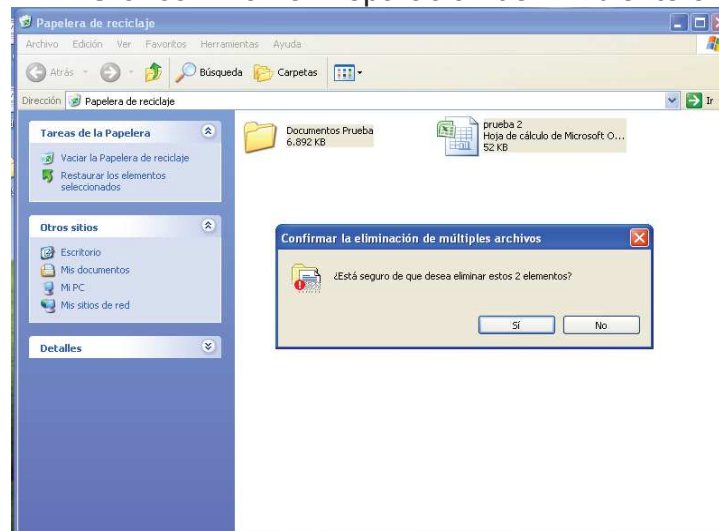 Papelera de reciclaje
Archivo Edición Ver Favoritos Herramientas Ayuda
Atrás Búsqueda Carpetas
Dirección Papelera de reciclaje Ir
Tareas de la Papelera
Vaciar la Papelera de reciclaje
Restaurar los elementos
seleccionados
Otros sitios
Escritorio
Mis documentos
Mi PC
Mis sitios de red
Detalles
Documentos Prueba
6.892 KB
prueba 2
Hoja de cálculo de Microsoft O...
52 KB
Confirmar la eliminación de múltiples archivos
¿Está seguro de que desea eliminar estos 2 elementos?
Sí No